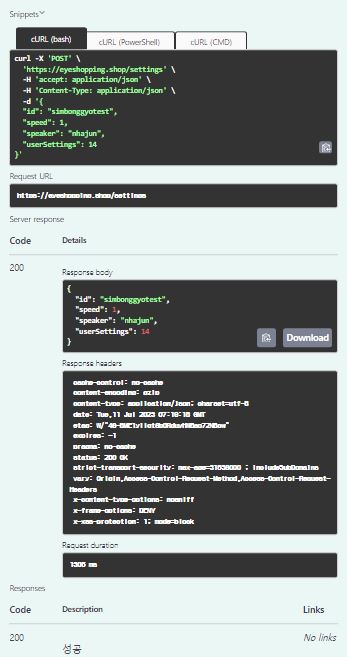 Snippets
cURL (bash)
cURL (PowerShell)
cURL (CMD)
curl -X 'POST' \
'https://eyeshopping.shop/settings' \
-H 'accept: application/json' \
-H 'Content-Type: application/json' \
-d '{
"id": "simbonggyotest",
"speed": 1,
"speaker": "nhajun",
"userSettings": 14
}'
Request URL
https://eyeshopping.shop/settings
Server response
Code Details
200
Response body
{
"id": "simbonggyotest",
"speed": 1,
"speaker": "nhajun",
"userSettings": 14
}
Download
Response headers
cache-control: no-cache
content-encoding: gzip
content-type: application/json; charset=utf-8
date: Tue,11 Jul 2023 07:18:18 GMT
etag:
expires: -1
pragma: no-cache
status: 200 OK
strict-transport-security: max-age=31536000 ; includeSubDomains
vary: Origin,Access-Control-Request-Method,Access-Control-Request-
Headers
x-content-type-options: nosniff
x-frame-options: DENY
x-xss-protection: 1; mode=block
Request duration
1306 ms
Responses
Code Description Links
200 No links
성공